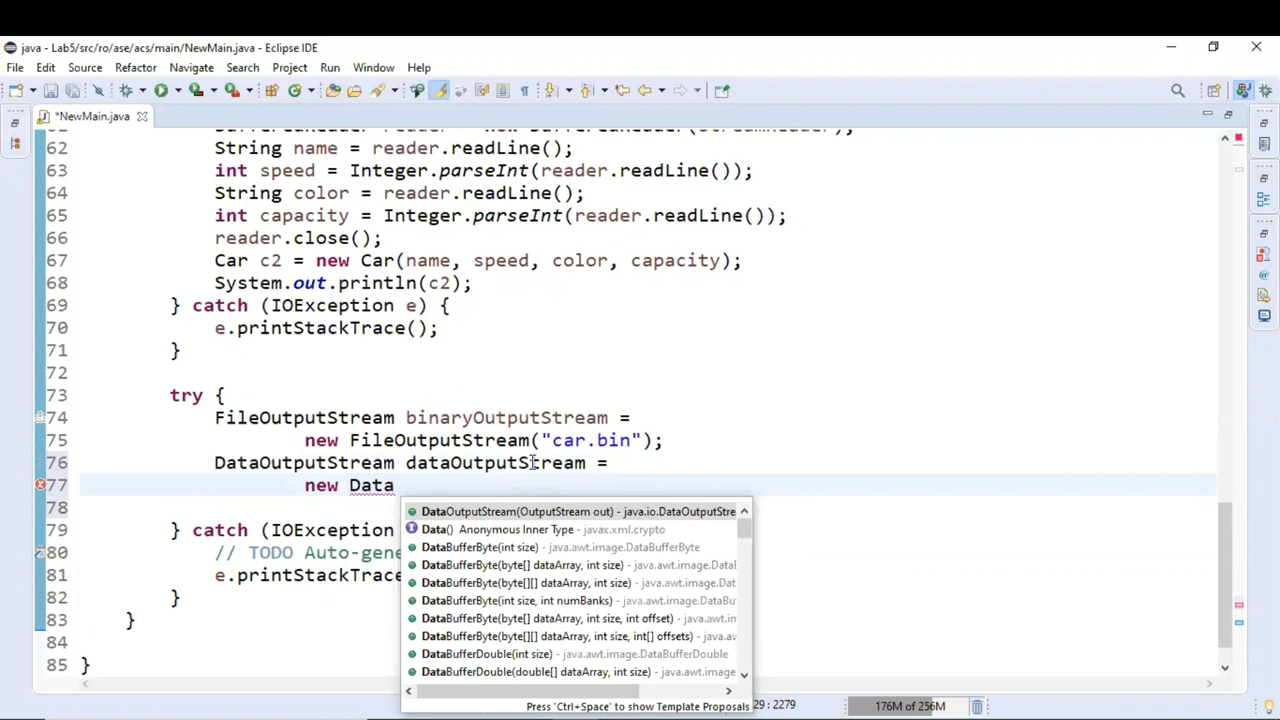 java - Lab5/src/ro/ase/acs/main/NewMain.java - Eclipse IDE
File Edit Source Refactor Navigate Search Project Run Window Help
*NewMain.java
62 String name = reader.readLine();
63 int speed = Integer.parseInt(reader.readLine());
64 String color = reader.readLine();
65 int capacity = Integer.parseInt(reader.readLine());
66 reader.close();
67 Car c2 = new Car(name, speed, color, capacity);
68 System.out.println(c2);
69 } catch (IOException e) {
70 e.printStackTrace();
71 }
72
73 try {
74 FileOutputStream binaryOutputStream =
75 new FileOutputStream("car.bin");
76 DataOutputStream dataOutputStream =
77 new Data
78
DataOutputStream(OutputStream out) - java.io.DataOutputStre
79 } catch (IOException
Data() Anonymous Inner Type - javax.xml.crypto
DataBufferByte(int size) - java.awt.image.DataBufferByte
80 // TODO Auto-gene
DataBufferByte(byte[] dataArray, int size) - java.awt.image.DataB
81 e.printStackTrace
DataBufferByte(byte[][] dataArray, int size) - java.awt.image.Data
82 }
DataBufferByte(int size, int numBanks) - java.awt.image.DataBu
83 }
DataBufferByte(byte[] dataArray, int size, int offset) - java.awt.im
DataBufferByte(byte[][] dataArray, int size, int[] offsets) - java.aw
84
DataBufferDouble(int size) - java.awt.image.DataBufferDouble
85 }
DataBufferDouble(double[] dataArray, int size) - java.awt.image
Press 'Ctrl+Space' to show Template Proposals
29 : 2279
176M of 256M